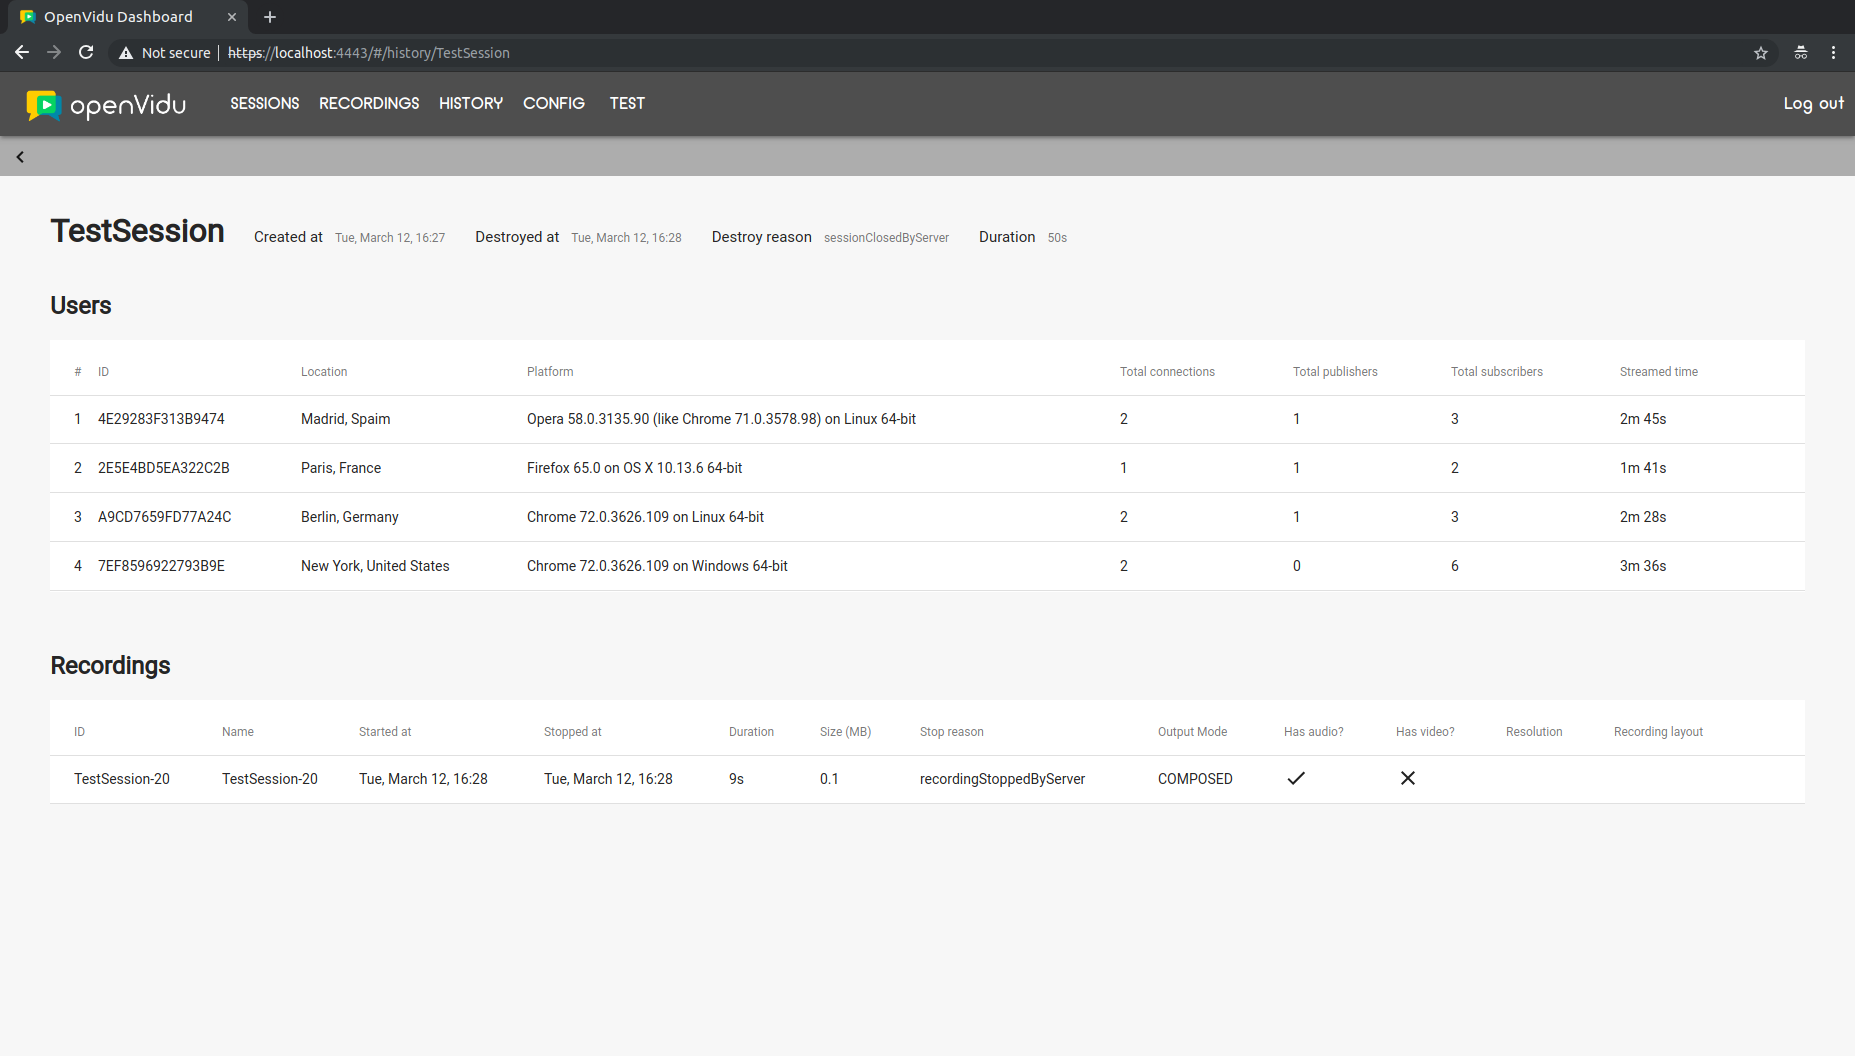 OpenVidu Dashboard
Not secure | https://localhost:4443/#/history/TestSession
openVidu SESSIONS RECORDINGS HISTORY CONFIG TEST Log out
TestSession Created at Tue, March 12, 16:27 Destroyed at Tue, March 12, 16:28 Destroy reason sessionClosedByServer Duration 50s
Users
# ID Location Platform Total connections Total publishers Total subscribers Streamed time
1 4E29283F313B9474 Madrid, Spaim Opera 58.0.3135.90 (like Chrome 71.0.3578.98) on Linux 64-bit 2 1 3 2m 45s
2 2E5E4BD5EA322C2B Paris, France Firefox 65.0 on OS X 10.13.6 64-bit 1 1 2 1m 41s
3 A9CD7659FD77A24C Berlin, Germany Chrome 72.0.3626.109 on Linux 64-bit 2 1 3 2m 28s
4 7EF8596922793B9E New York, United States Chrome 72.0.3626.109 on Windows 64-bit 2 0 6 3m 36s
Recordings
ID Name Started at Stopped at Duration Size (MB) Stop reason Output Mode Has audio? Has video? Resolution Recording layout
TestSession-20 TestSession-20 Tue, March 12, 16:28 Tue, March 12, 16:28 9s 0.1 recordingStoppedByServer COMPOSED